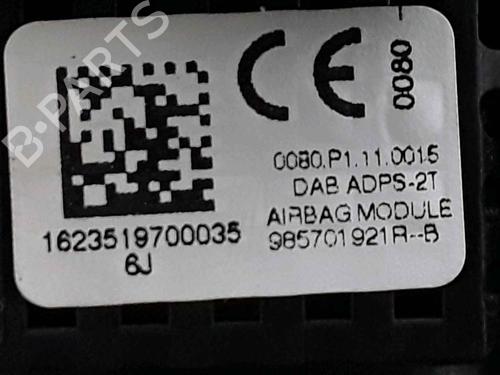 B-PARTS
CE
0080
0080.P1.11.0015
DAB ADPS-2T
AIRBAG MODULE
985701921R--B
1623519700035
6J